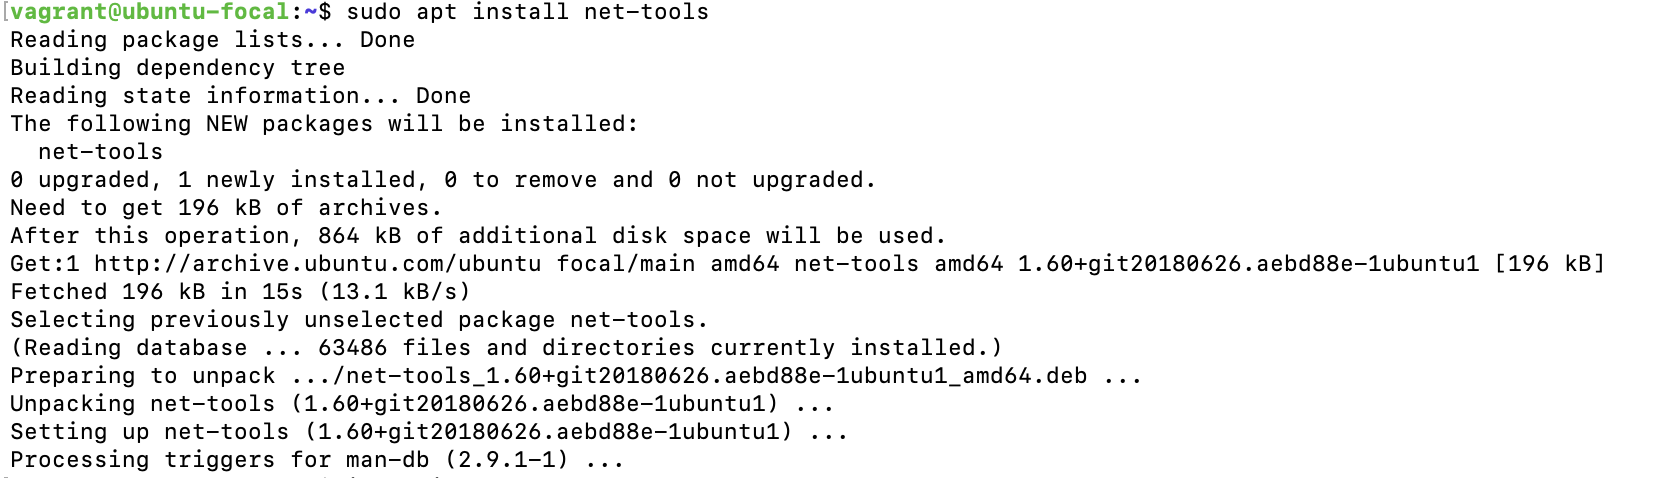 [vagrant@ubuntu-focal:~$ sudo apt install net-tools
Reading package lists... Done
Building dependency tree
Reading state information... Done
The following NEW packages will be installed:
  net-tools
0 upgraded, 1 newly installed, 0 to remove and 0 not upgraded.
Need to get 196 kB of archives.
After this operation, 864 kB of additional disk space will be used.
Get:1 http://archive.ubuntu.com/ubuntu focal/main amd64 net-tools amd64 1.60+git20180626.aebd88e-1ubuntu1 [196 kB]
Fetched 196 kB in 15s (13.1 kB/s)
Selecting previously unselected package net-tools.
(Reading database ... 63486 files and directories currently installed.)
Preparing to unpack .../net-tools_1.60+git20180626.aebd88e-1ubuntu1_amd64.deb ...
Unpacking net-tools (1.60+git20180626.aebd88e-1ubuntu1) ...
Setting up net-tools (1.60+git20180626.aebd88e-1ubuntu1) ...
Processing triggers for man-db (2.9.1-1) ...